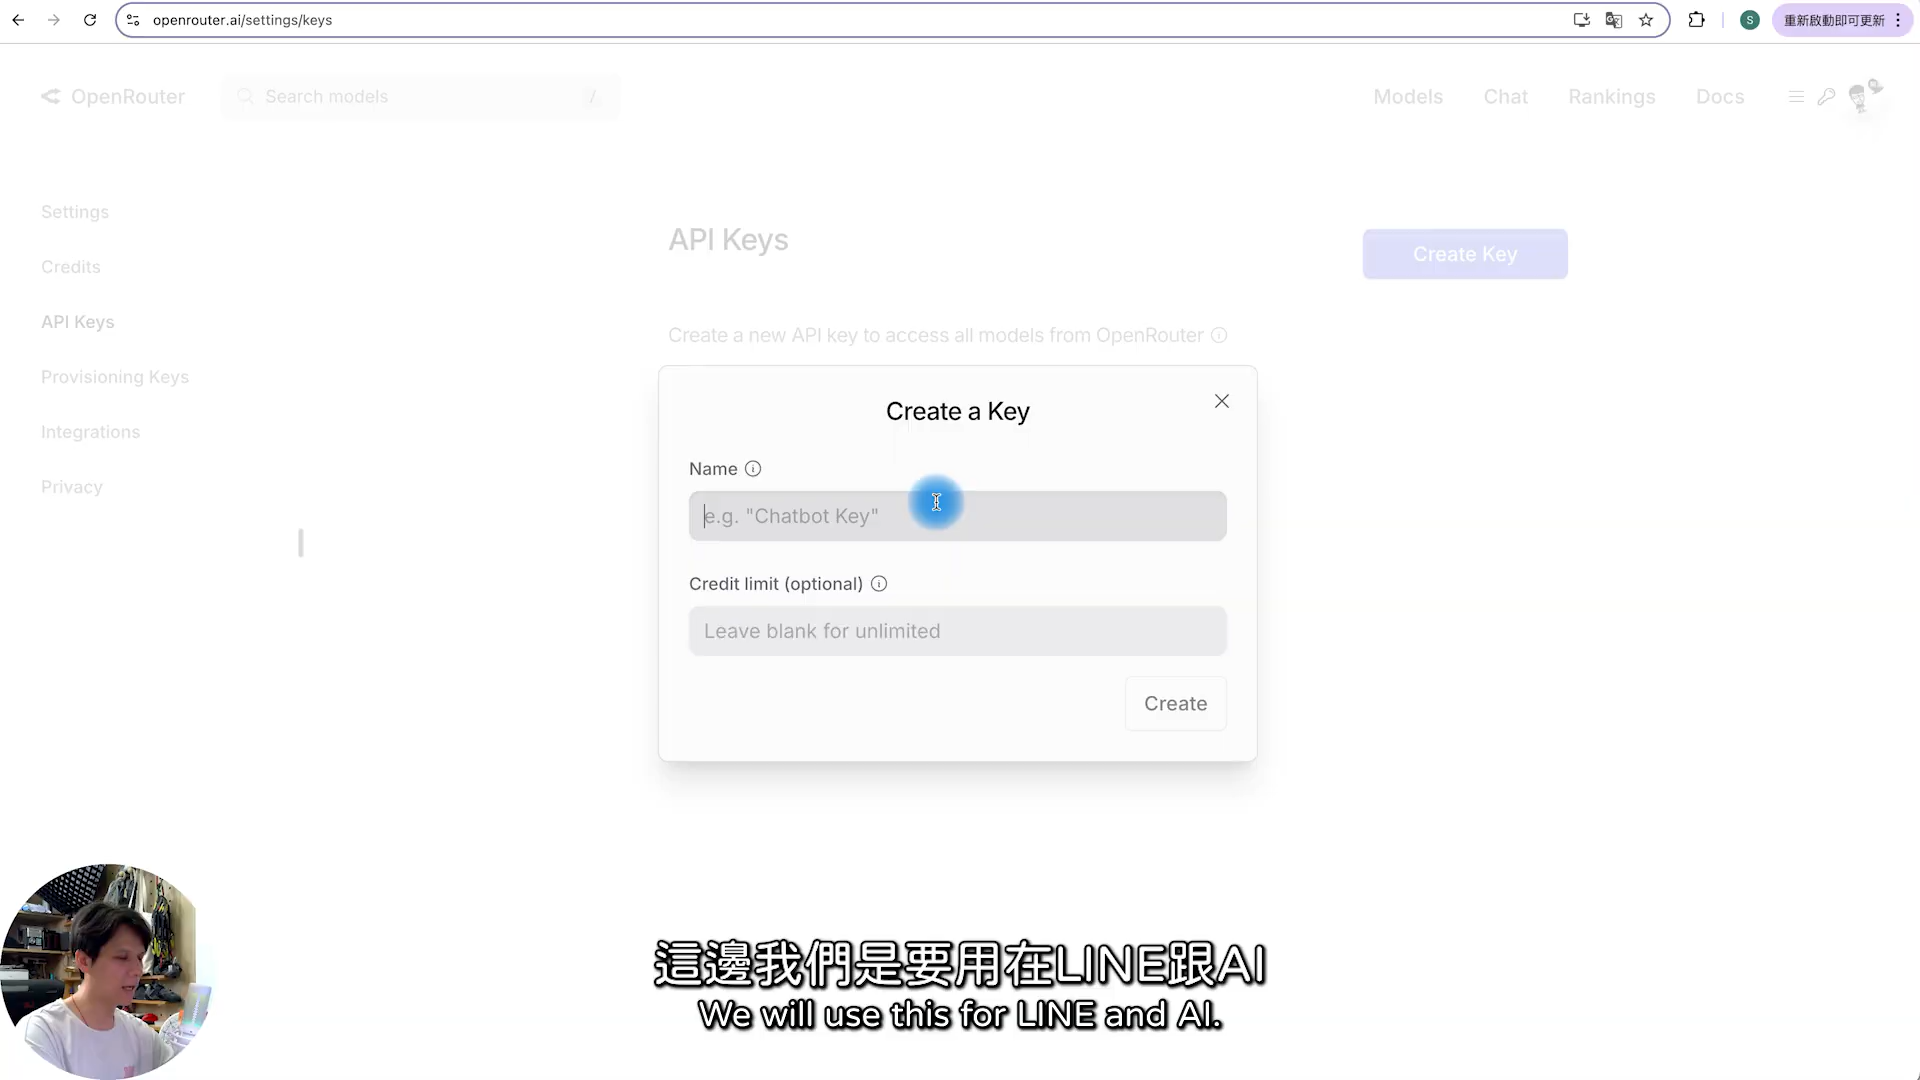 openrouter.ai/settings/keys
S
重新啟動即可更新
OpenRouter
Search models
/
Models
Chat
Rankings
Docs
Settings
Credits
API Keys
Provisioning Keys
Integrations
Privacy
API Keys
Create Key
Create a new API key to access all models from OpenRouter
Create a Key
Name
e.g. "Chatbot Key"
Credit limit (optional)
Leave blank for unlimited
Create
這邊我們是要用在LINE跟AI
We will use this for LINE and AI.